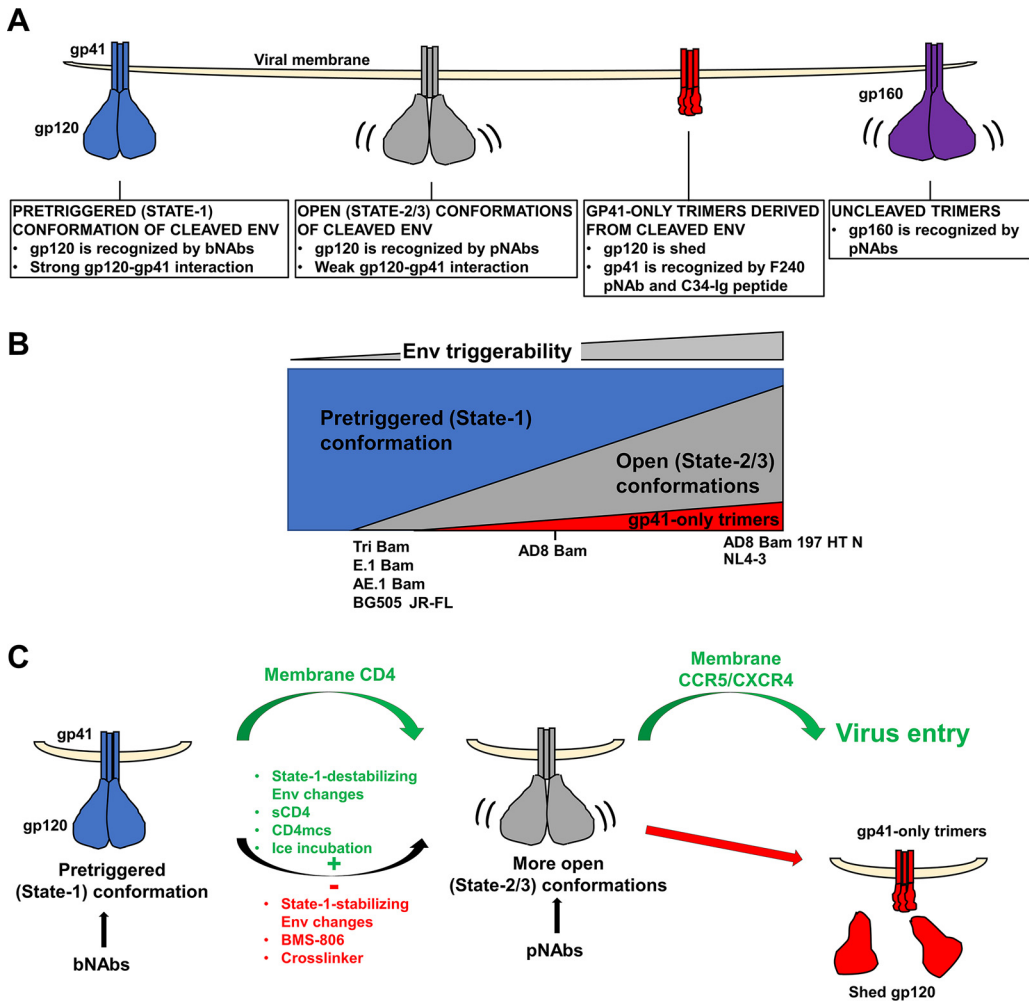 A
gp41
Viral membrane
gp120
gp160
PRETRIGGERED (STATE-1)
CONFORMATION OF CLEAVED ENV
• gp120 is recognized by bNAbs
• Strong gp120-gp41 interaction
OPEN (STATE-2/3) CONFORMATIONS
OF CLEAVED ENV
• gp120 is recognized by pNAbs
• Weak gp120-gp41 interaction
GP41-ONLY TRIMERS DERIVED
FROM CLEAVED ENV
• gp120 is shed
• gp41 is recognized by F240
pNAb and C34-Ig peptide
UNCLEAVED TRIMERS
• gp160 is recognized by
pNAbs
B
Env triggerability
Pretriggered (State-1)
conformation
Open (State-2/3)
conformations
gp41-only trimers
Tri Bam
E.1 Bam
AE.1 Bam
BG505 JR-FL
AD8 Bam
AD8 Bam 197 HT N
NL4-3
C
Membrane CD4
Membrane
CCR5/CXCR4
gp41
gp120
Virus entry
• State-1-destabilizing
Env changes
• sCD4
• CD4mcs
• Ice incubation
+
-
• State-1-stabilizing
Env changes
• BMS-806
• Crosslinker
Pretriggered
(State-1) conformation
bNAbs
More open
(State-2/3) conformations
pNAbs
gp41-only trimers
Shed gp120